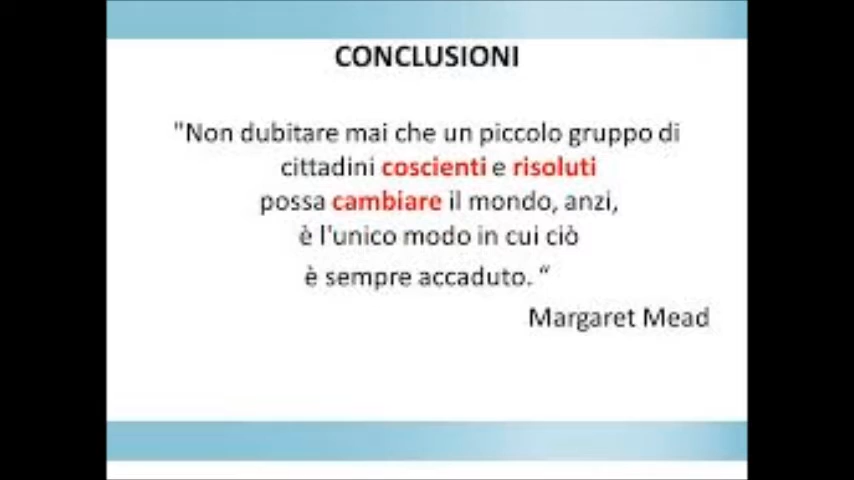 CONCLUSIONI
"Non dubitare mai che un piccolo gruppo di
cittadini coscienti e risoluti
possa cambiare il mondo, anzi,
è l'unico modo in cui ciò
è sempre accaduto. “
Margaret Mead